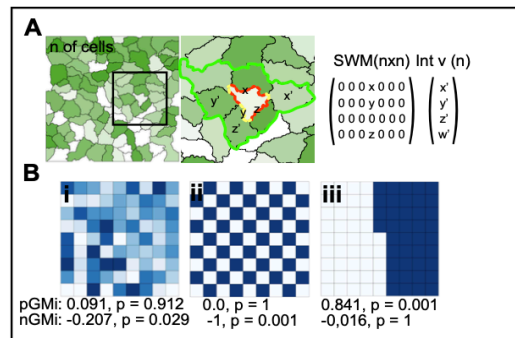 A
n of cells
SWM(nxn) Int v (n)
x
y
z
x'
y'
z'
0 0 0 x 0 0 0
0 0 0 y 0 0 0
0 0 0 0 0 0 0
0 0 0 z 0 0 0
x'
y'
z'
w'
B
i ii iii
pGMi: 0.091, p = 0.912 0.0, p = 1 0.841, p = 0.001
nGMi: -0.207, p = 0.029 -1, p = 0.001 -0,016, p = 1